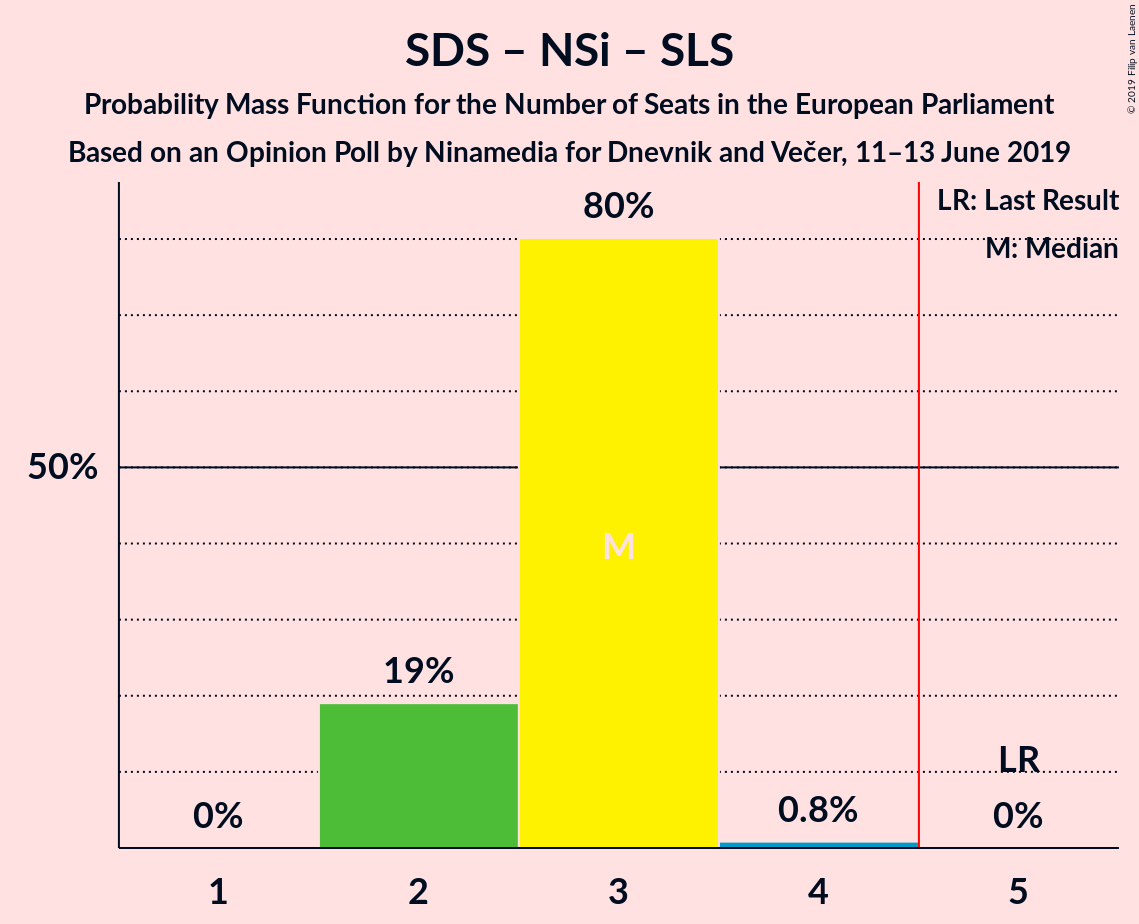 SDS – NSi – SLS
Probability Mass Function for the Number of Seats in the European Parliament
Based on an Opinion Poll by Ninamedia for Dnevnik and Večer, 11–13 June 2019
© 2019 Filip van Laenen
LR: Last Result
M: Median
80%
50%
M
19%
LR
0%
0.8%
0%
1
2
3
4
5